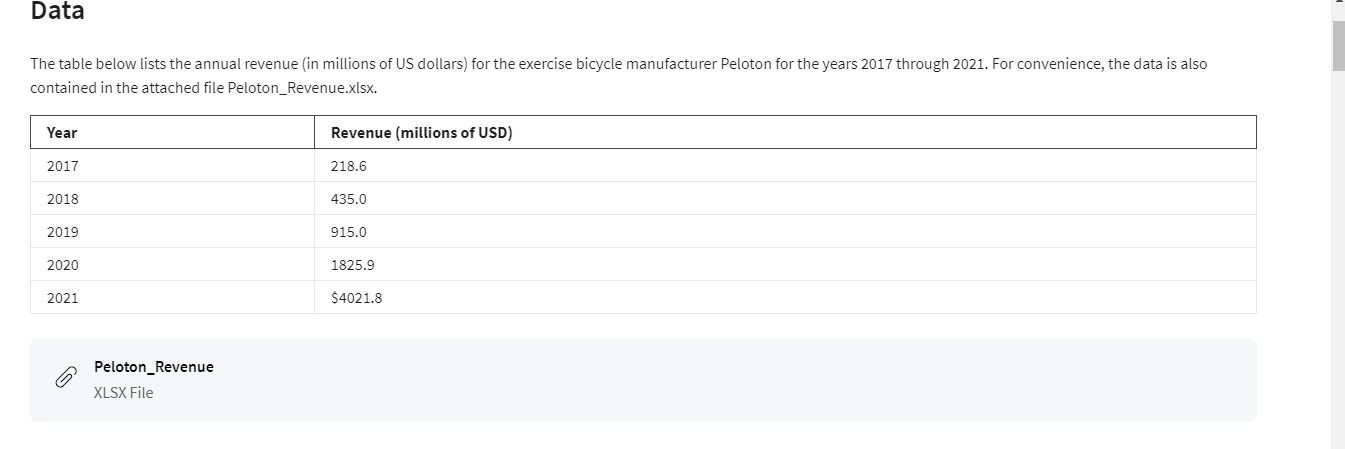 Data
The table below lists the annual revenue (in millions of US dollars) for the exercise bicycle manufacturer Peloton for the years 2017 through 2021. For convenience, the data is also
contained in the attached file Peloton_Revenue.xlsx.
Year Revenue (millions of USD)
2017 218.6
2018 435.0
2019 915.0
2020 1825.9
2021 $4021.8
Peloton_Revenue
XLSX File